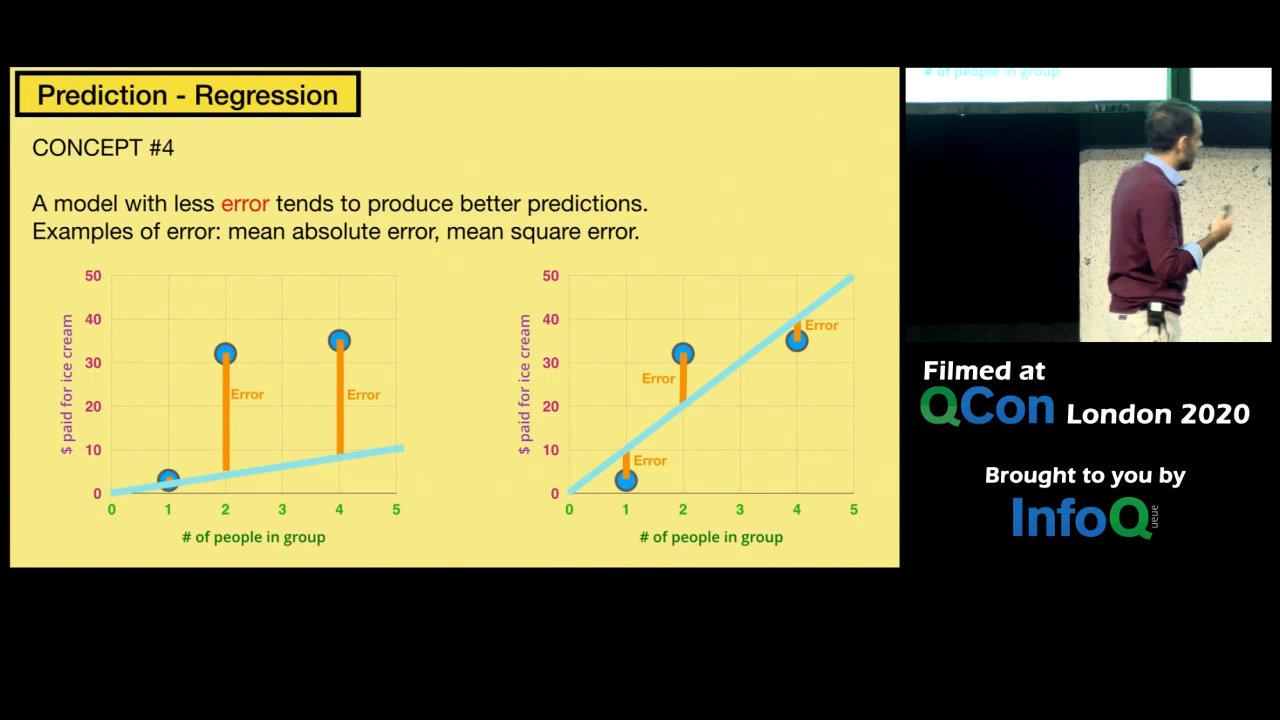 Prediction - Regression
CONCEPT #4
A model with less error tends to produce better predictions.
Examples of error: mean absolute error, mean square error.
50
40
30
20
10
0
$ paid for ice cream
Error
Error
0 1 2 3 4 5
# of people in group
50
40
30
20
10
0
$ paid for ice cream
Error
Error
Error
0 1 2 3 4 5
# of people in group
# of people in group
Filmed at
QCon London 2020
Brought to you by
InfoQ
ueue